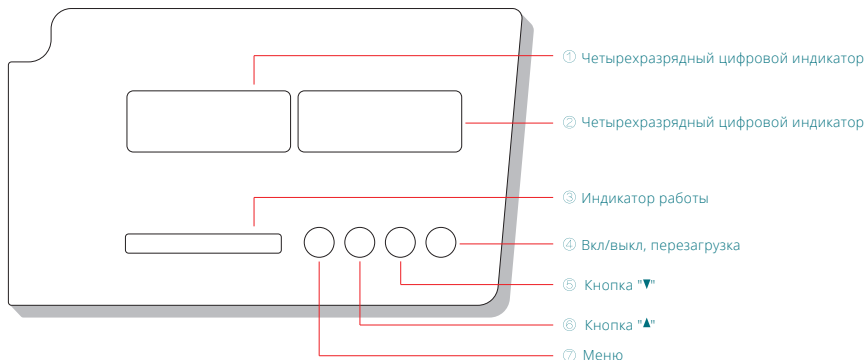 ① Четырехразрядный цифровой индикатор
② Четырехразрядный цифровой индикатор
③ Индикатор работы
④ Вкл/выкл, перезагрузка
⑤ Кнопка "▼"
⑥ Кнопка "▲"
⑦ Меню